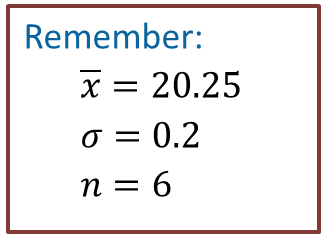 Remember:
x̅ = 20.25
σ = 0.2
n = 6